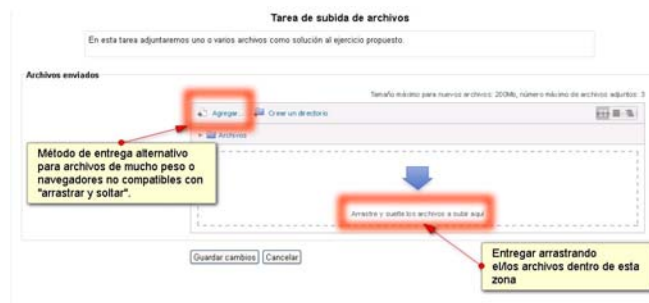 Tarea de subida de archivos
En esta tarea adjuntaremos uno o varios archivos como solución al ejercicio propuesto.
Archivos enviados
Tamaño máximo para nuevos archivos: 200Mb, número máximo de archivos adjuntos: 3
Agregar... Crear un directorio
Archivos
Método de entrega alternativo
para archivos de mucho peso o
navegadores no compatibles con
"arrastrar y soltar".
Arrastre y suelte los archivos a subir aquí
Entregar arrastrando
el/los archivos dentro de esta
zona
Guardar cambios Cancelar